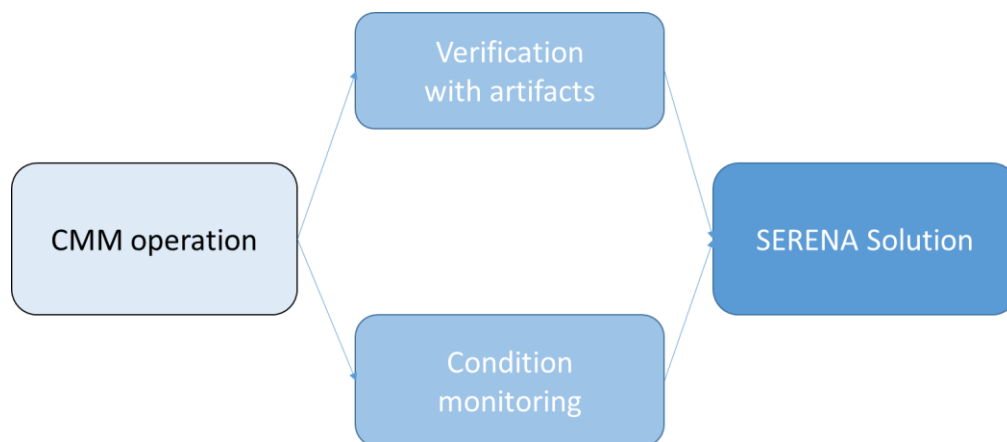 Verification
with artifacts
CMM operation
SERENA Solution
Condition
monitoring